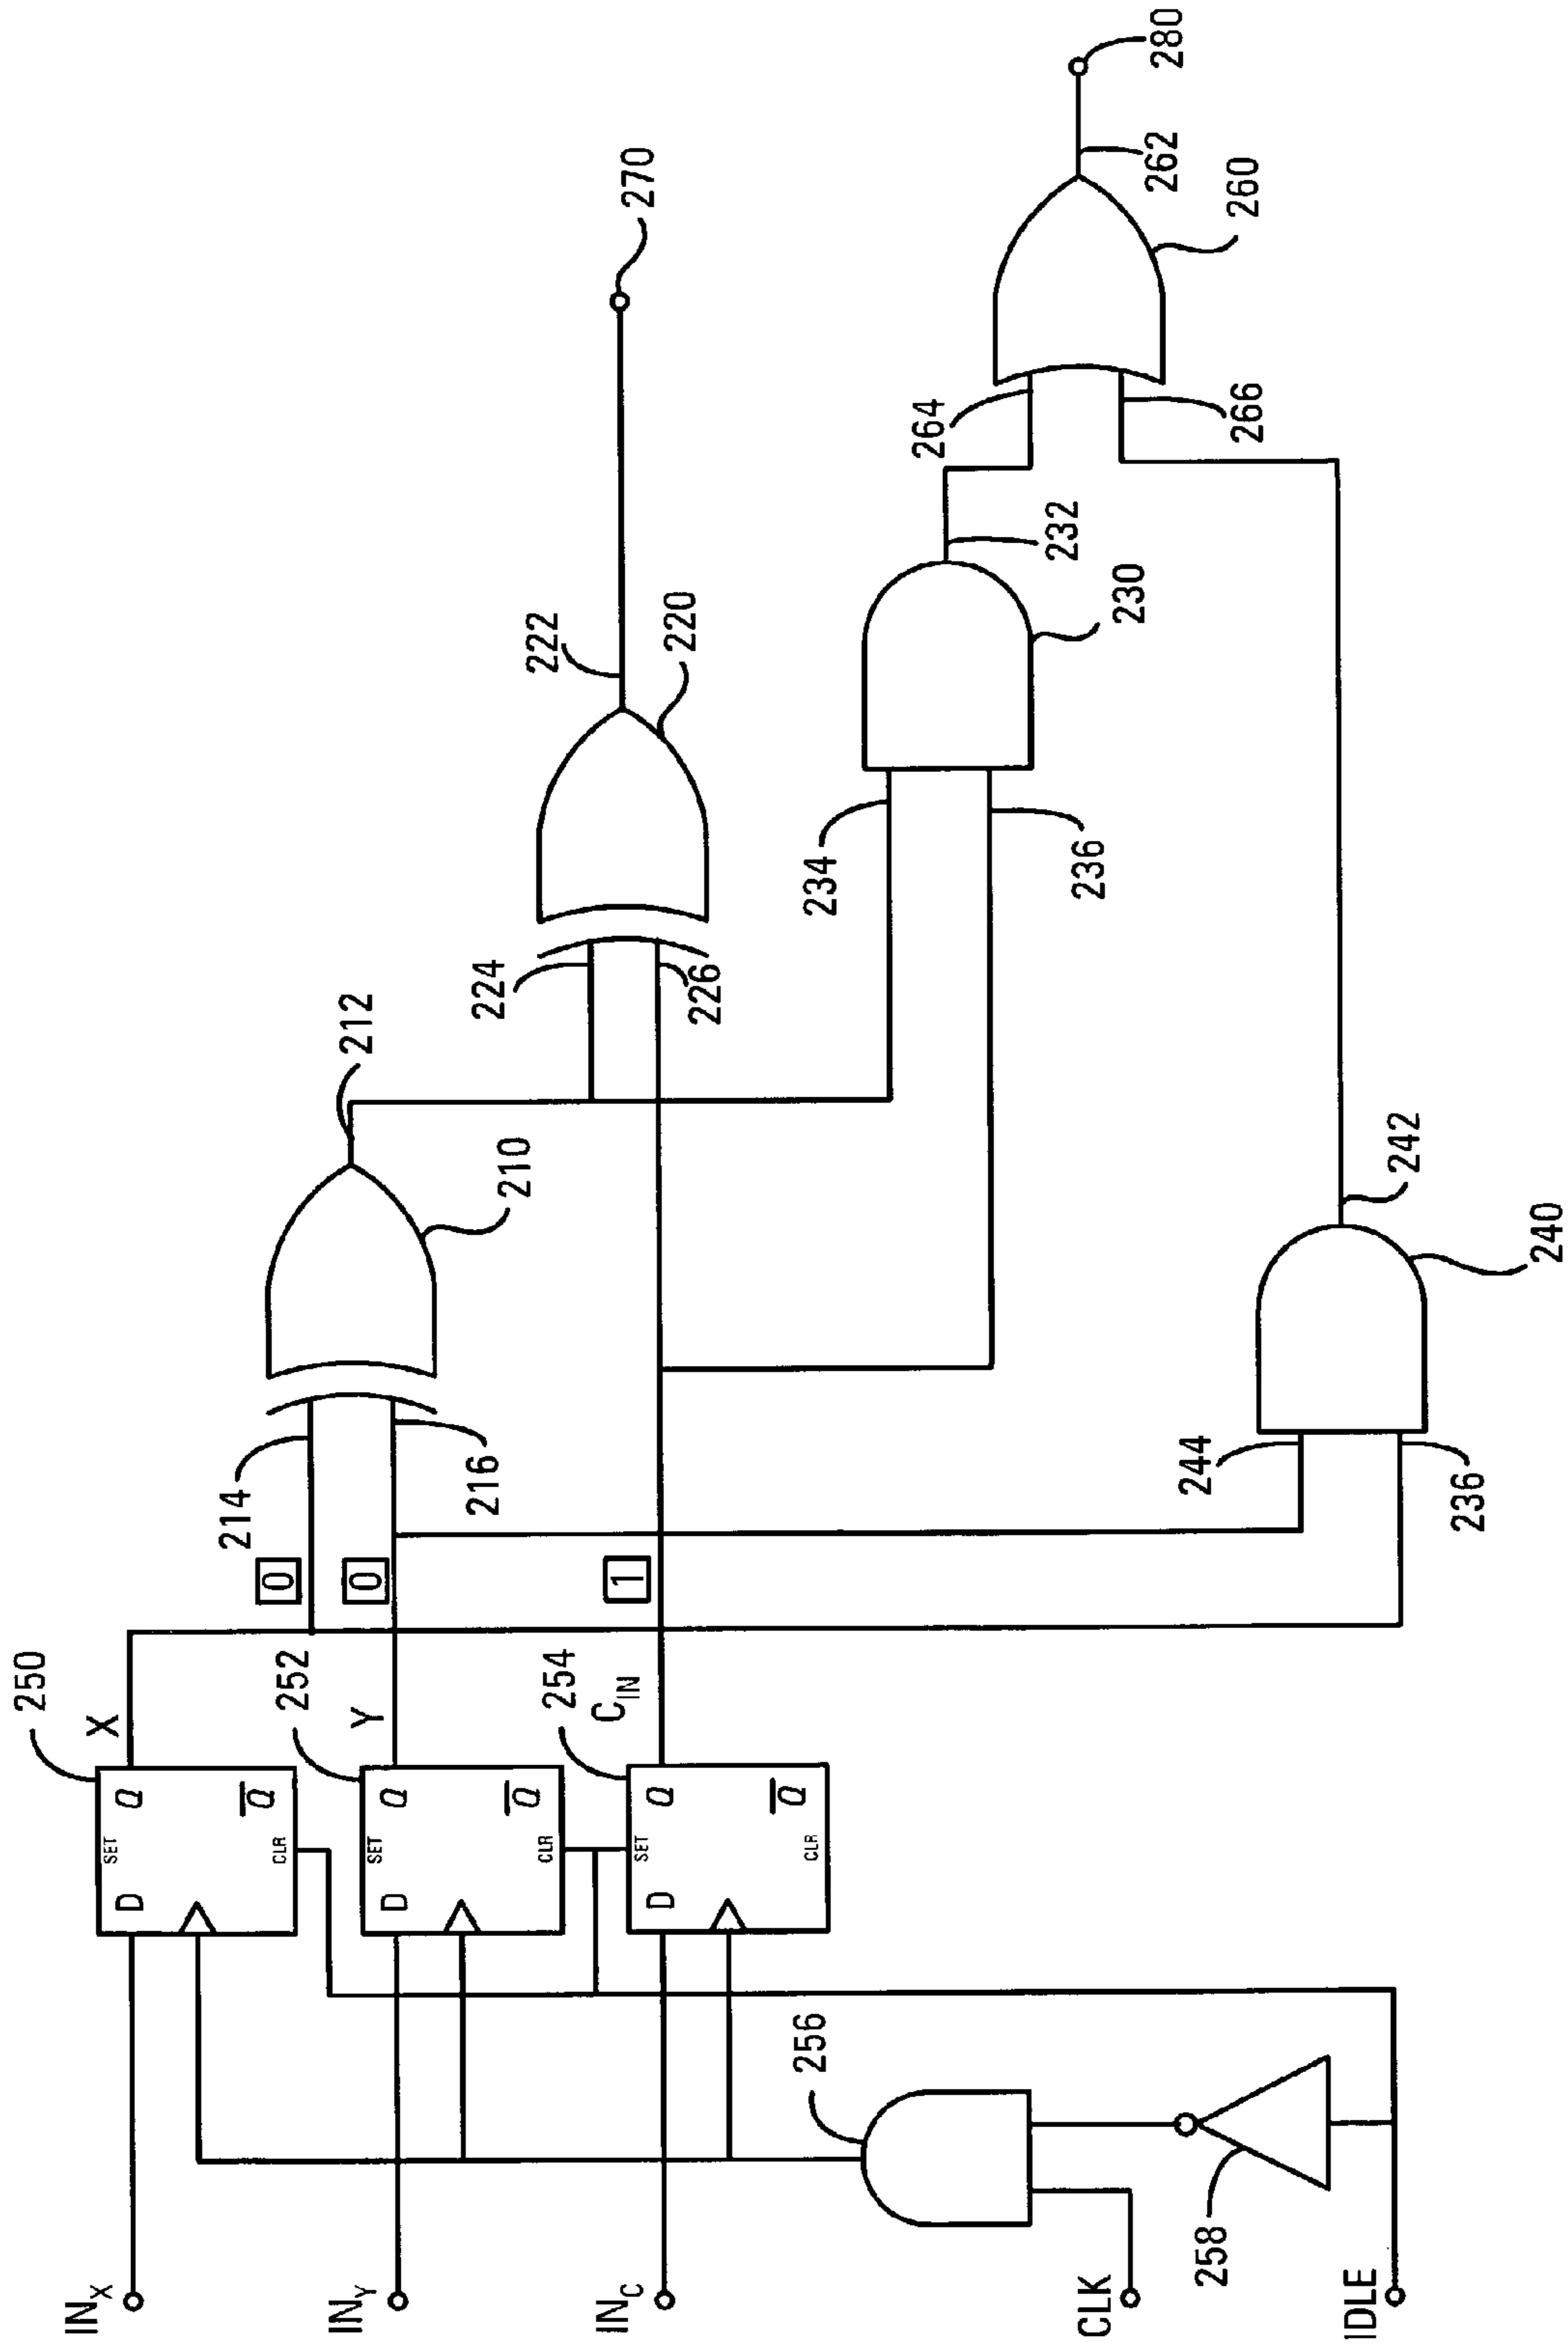 IN_X
IN_Y
IN_C
CLK
IDLE
258
256
250
D
SET
Q
CLR
Q̅
X
252
D
SET
Q
CLR
Q̅
Y
254
D
SET
Q
CLR
Q̅
C_IN
0
0
1
214
216
210
212
244
236
240
242
224
226
220
222
270
234
236
230
232
264
266
260
262
280